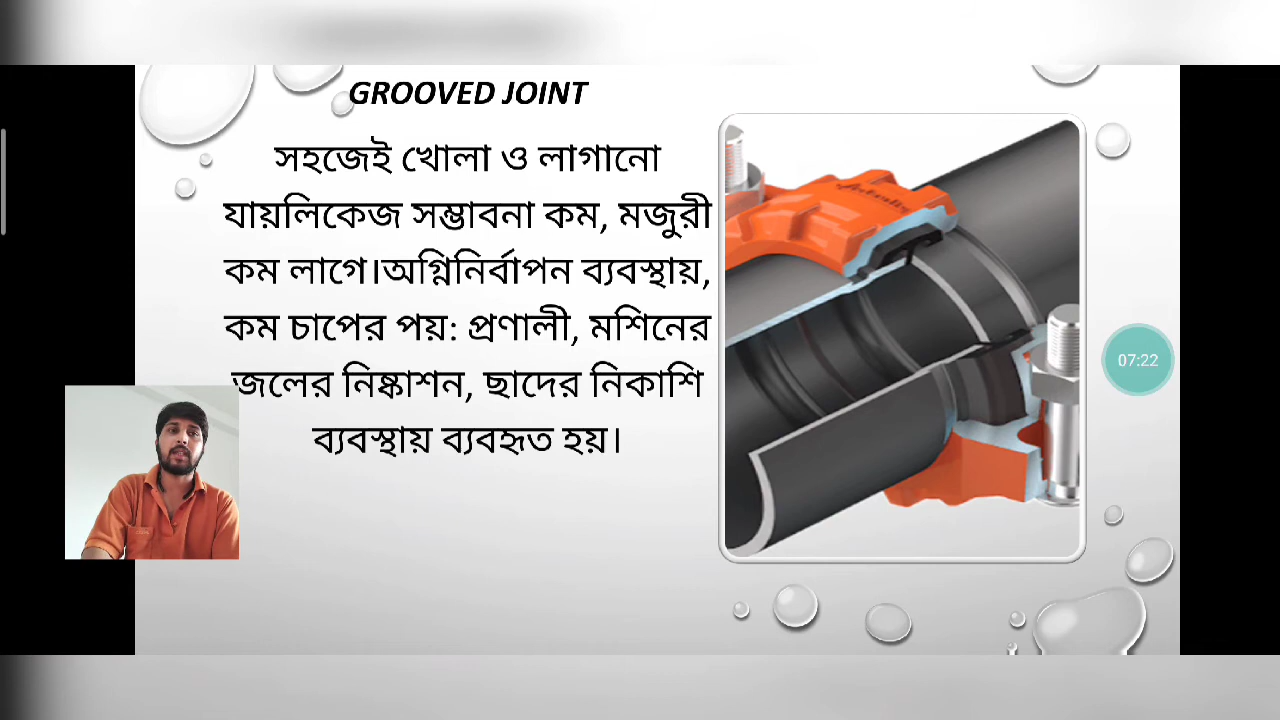 GROOVED JOINT
সহজেই খোলা ও লাগানো
যায়লিকেজ সম্ভাবনা কম, মজুরী
কম লাগে।অগ্নিনির্বাপন ব্যবস্থায়,
কম চাপের পয়: প্রণালী, মশিনের
জলের নিষ্কাশন, ছাদের নিকাশি
ব্যবস্থায় ব্যবহৃত হয়।
07:22